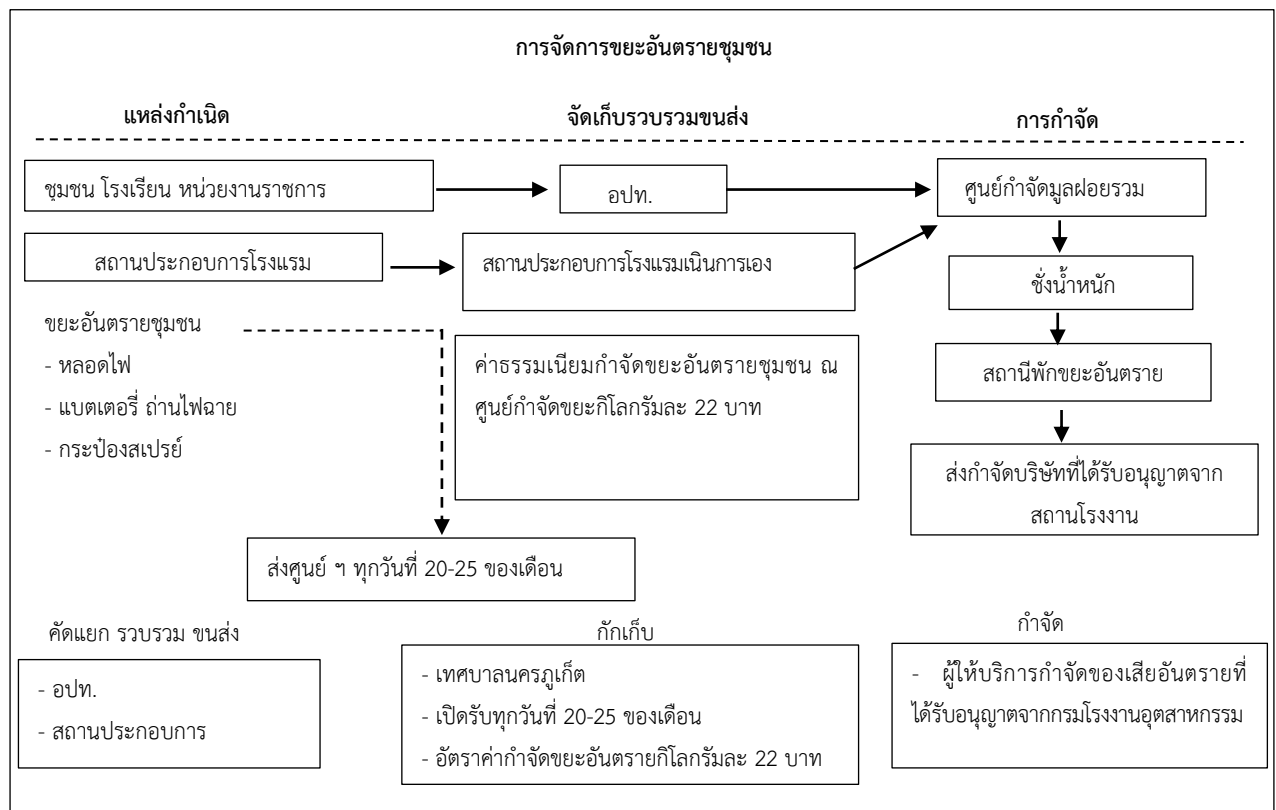 การจัดการขยะอันตรายชุมชน
แหล่งกำเนิด
จัดเก็บรวบรวมขนส่ง
การกำจัด
ชุมชน โรงเรียน หน่วยงานราชการ
อปท.
ศูนย์กำจัดมูลฝอยรวม
สถานประกอบการโรงแรม
สถานประกอบการโรงแรมเนินการเอง
ชั่งน้ำหนัก
ขยะอันตรายชุมชน
- หลอดไฟ
- แบตเตอรี่ ถ่านไฟฉาย
- กระป๋องสเปรย์
ค่าธรรมเนียมกำจัดขยะอันตรายชุมชน ณ
ศูนย์กำจัดขยะกิโลกรัมละ 22 บาท
สถานีพักขยะอันตราย
ส่งกำจัดบริษัทที่ได้รับอนุญาตจาก
สถานโรงงาน
ส่งศูนย์ ฯ ทุกวันที่ 20-25 ของเดือน
คัดแยก รวบรวม ขนส่ง
- อปท.
- สถานประกอบการ
กักเก็บ
- เทศบาลนครภูเก็ต
- เปิดรับทุกวันที่ 20-25 ของเดือน
- อัตราค่ากำจัดขยะอันตรายกิโลกรัมละ 22 บาท
กำจัด
- ผู้ให้บริการกำจัดของเสียอันตรายที่
ได้รับอนุญาตจากกรมโรงงานอุตสาหกรรม